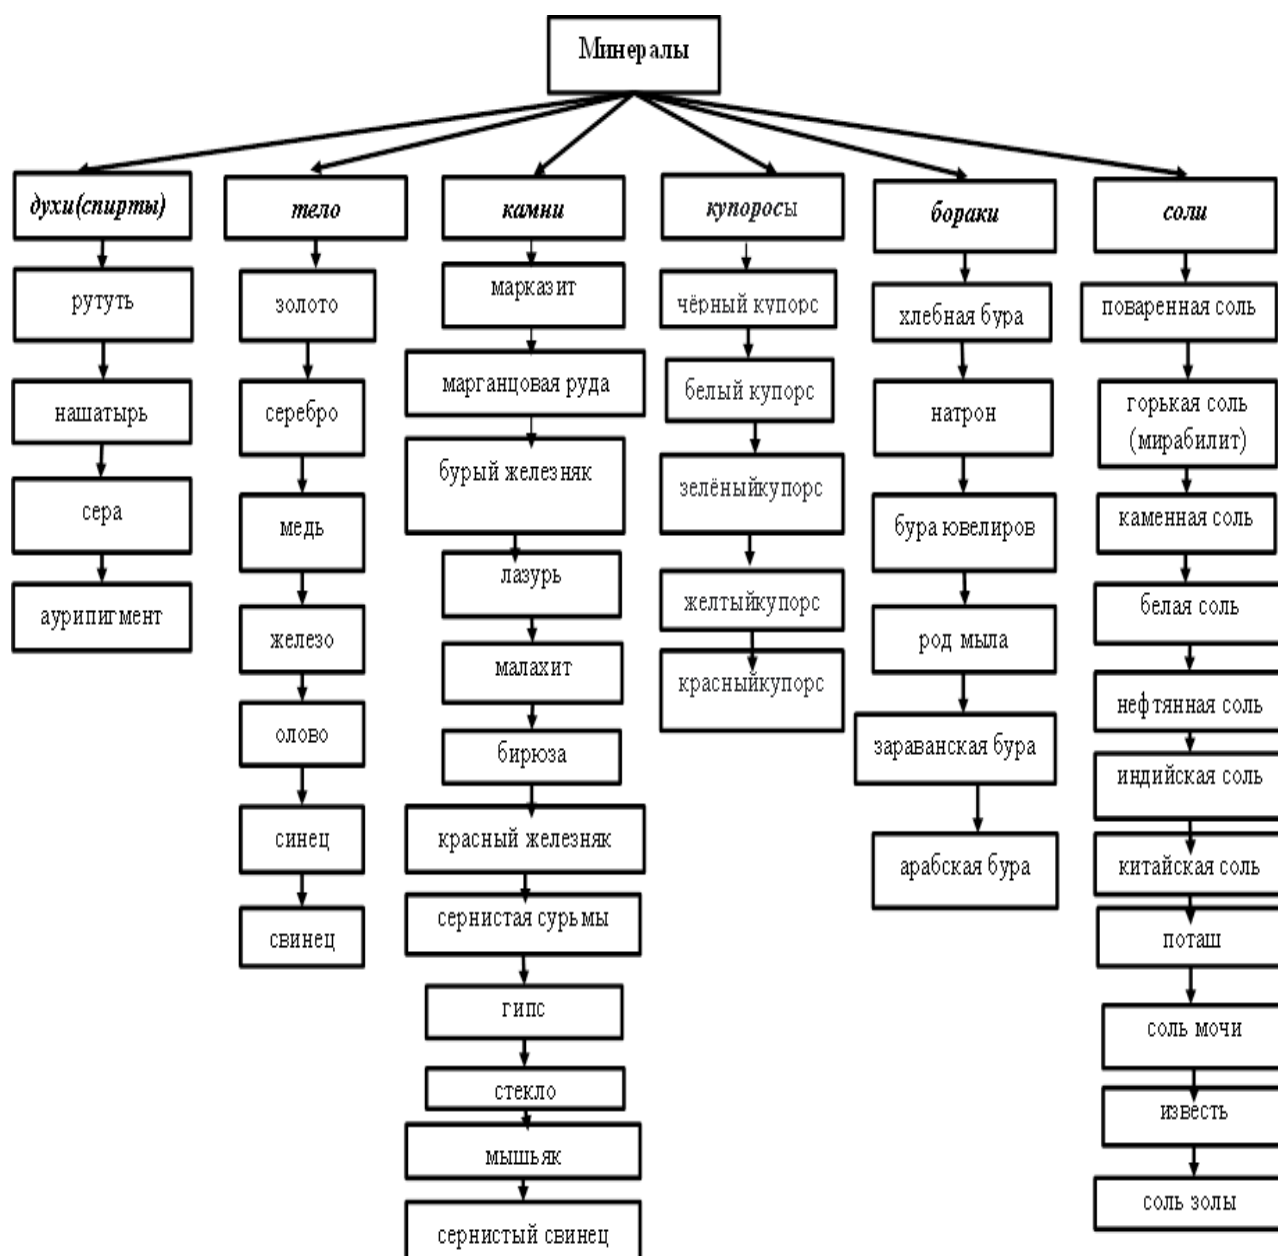 Минералы
духи(спирты)
рутуть
нашатырь
сера
аурипигмент
тело
золото
серебро
медь
железо
олово
синец
свинец
камни
марказит
марганцовая руда
бурый железняк
лазурь
малахит
бирюза
красный железняк
сернистая сурьмы
гипс
стекло
мышьяк
сернистый свинец
купоросы
чёрный купорс
белый купорс
зелёныйкупорс
желтыйкупорс
красныйкупорс
бораки
хлебная бура
натрон
бура ювелиров
род мыла
зараванская бура
арабская бура
соли
поваренная соль
горькая соль
(мирабилит)
каменная соль
белая соль
нефтянная соль
индийская соль
китайская соль
поташ
соль мочи
известь
соль золы